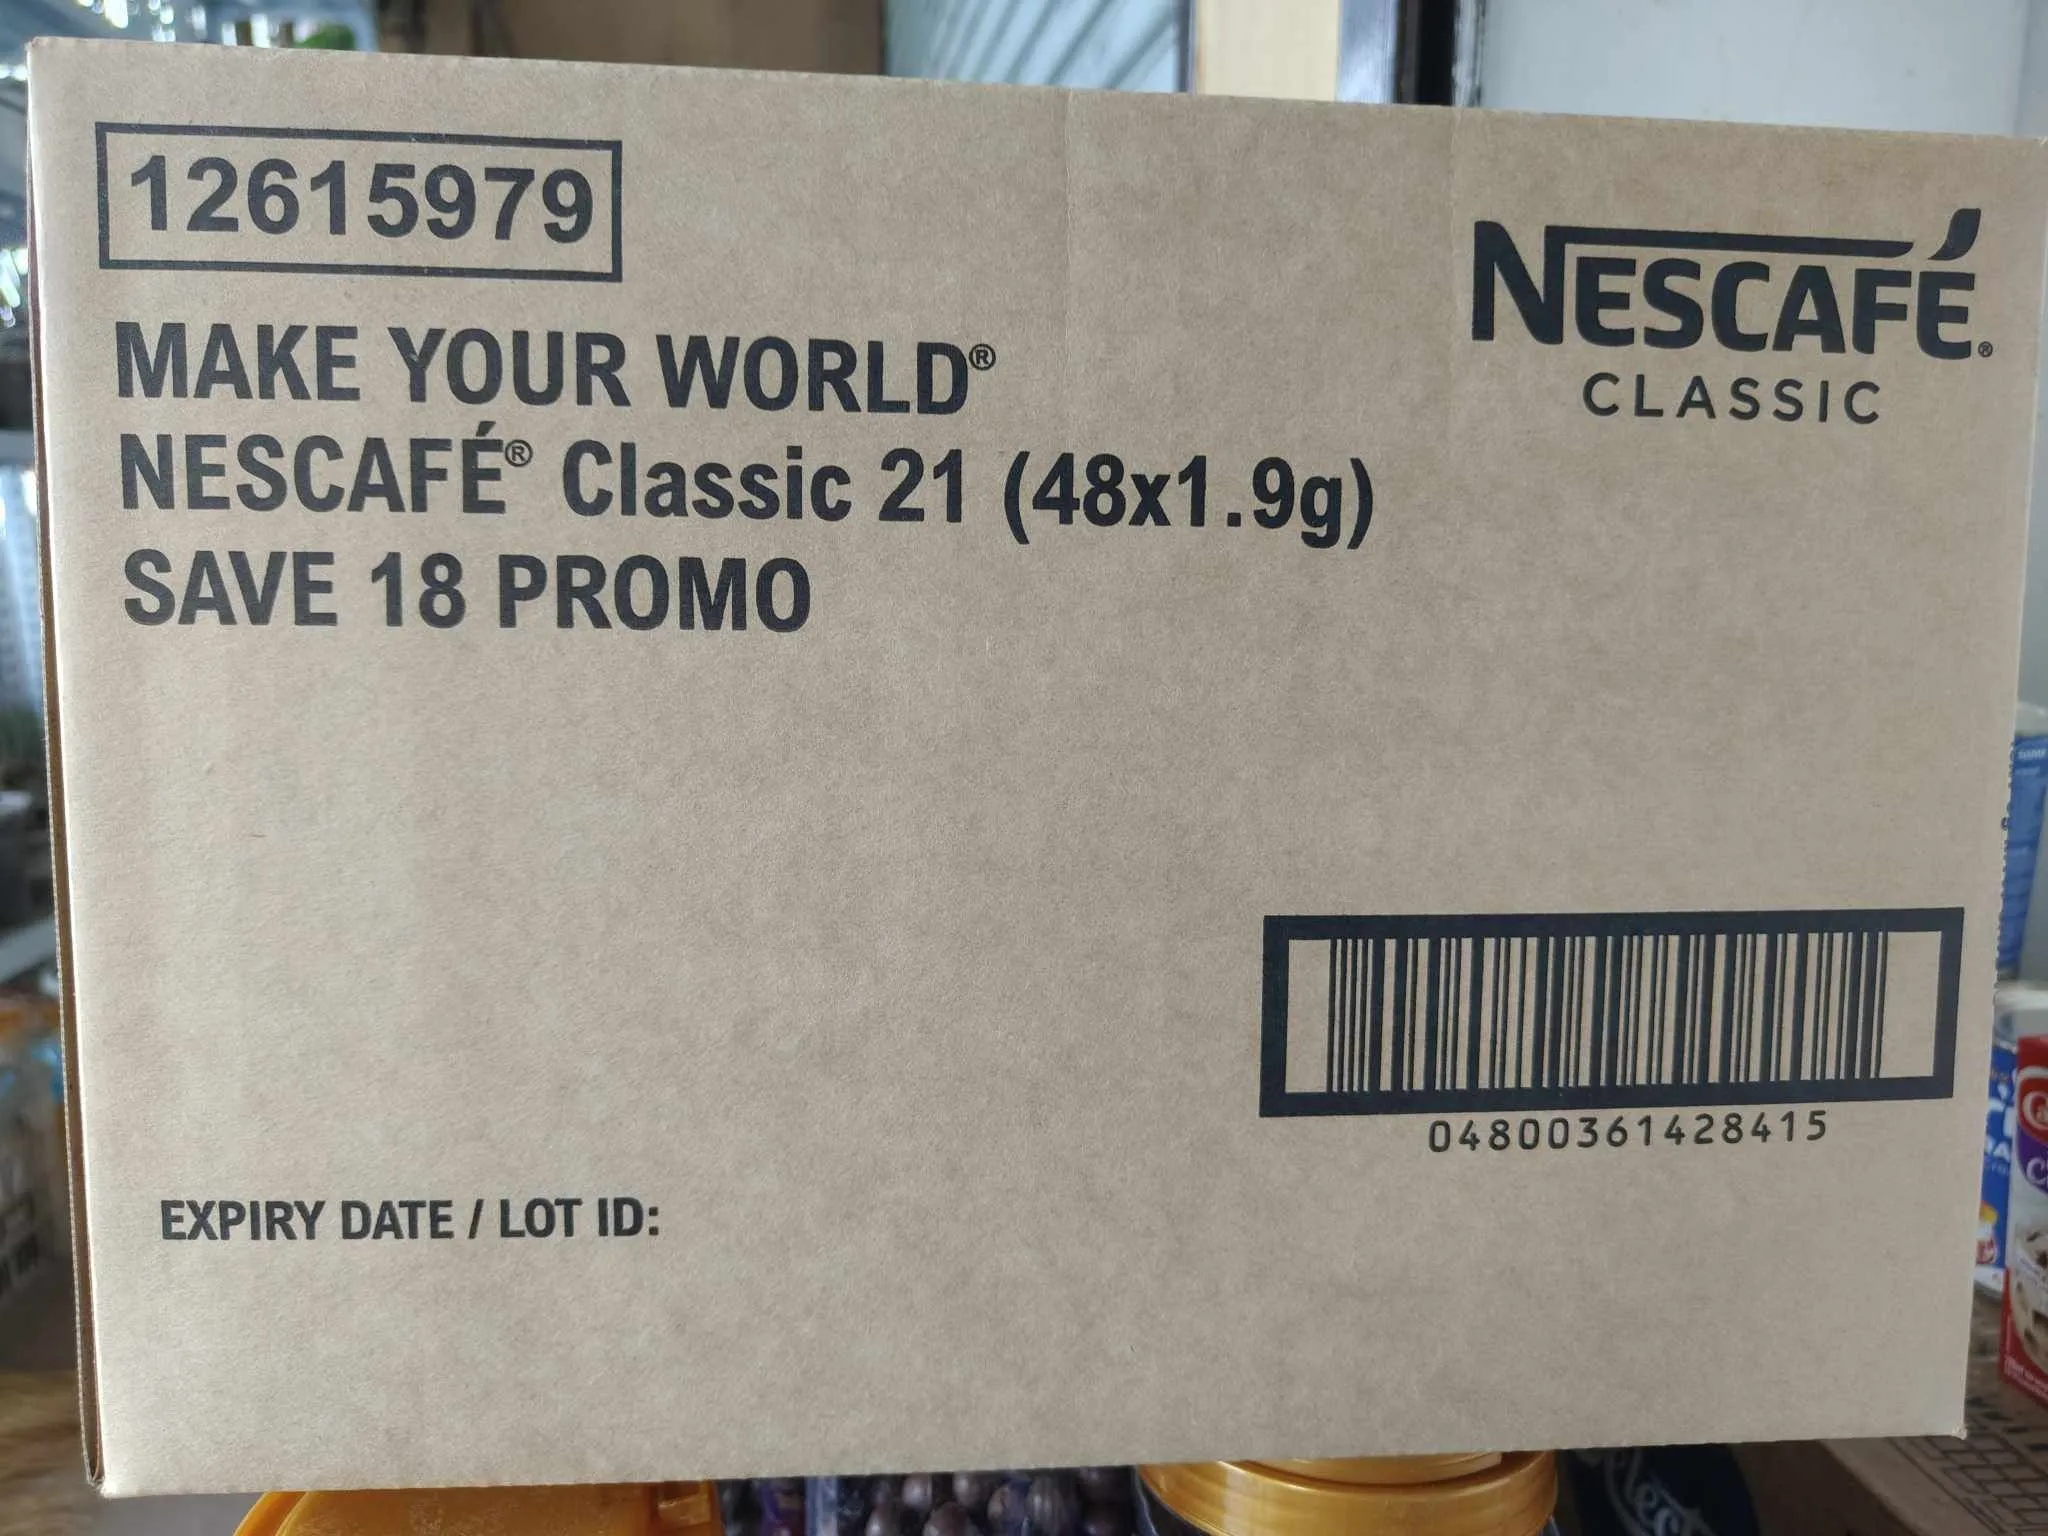 12615979
NESCAFÉ®
CLASSIC
MAKE YOUR WORLD®
NESCAFÉ® Classic 21 (48x1.9g)
SAVE 18 PROMO
04800361428415
EXPIRY DATE / LOT ID: